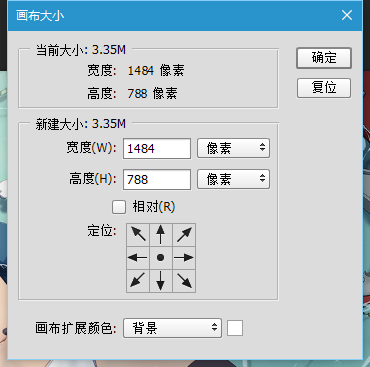 画布大小
当前大小: 3.35M
宽度: 1484 像素
高度: 788 像素
确定
复位
新建大小: 3.35M
宽度(W): 1484 像素
高度(H): 788 像素
相对(R)
定位:
画布扩展颜色: 背景